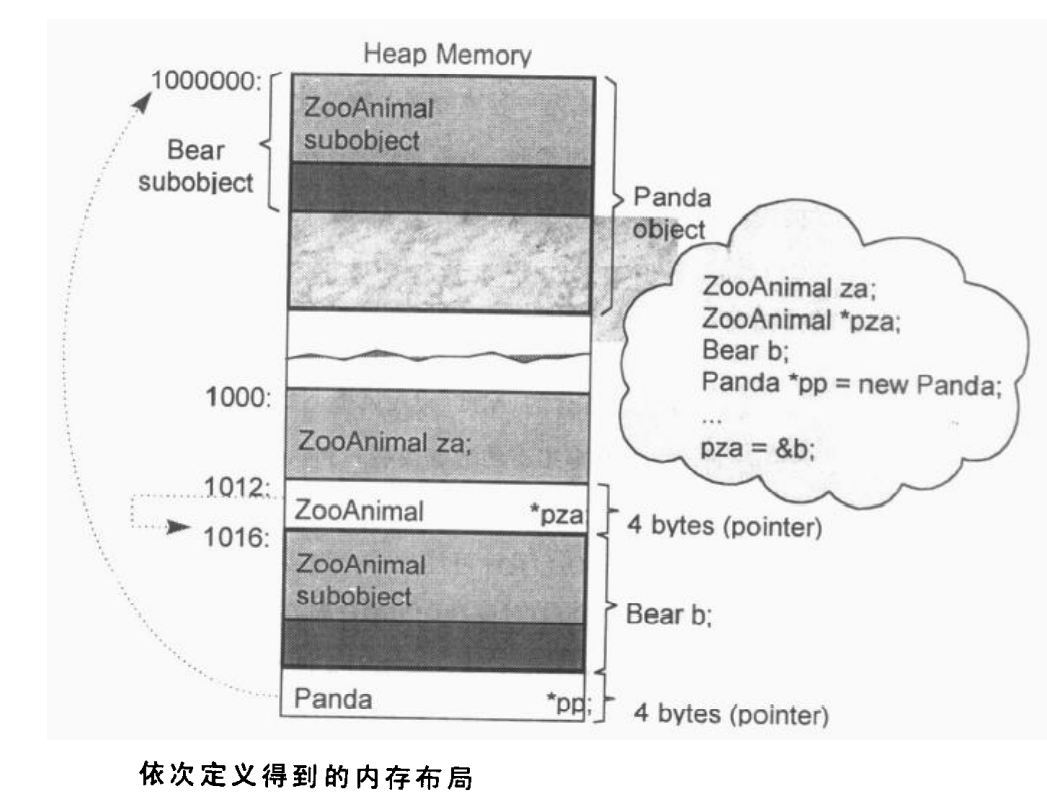 Heap Memory
1000000:
ZooAnimal
subobject
Bear
subobject
Panda
object
ZooAnimal za;
ZooAnimal *pza;
Bear b;
Panda *pp = new Panda;
...
pza = &b;
1000:
ZooAnimal za;
1012:
ZooAnimal *pza
4 bytes (pointer)
1016:
ZooAnimal
subobject
Bear b;
Panda *pp;
4 bytes (pointer)
依次定义得到的内存布局